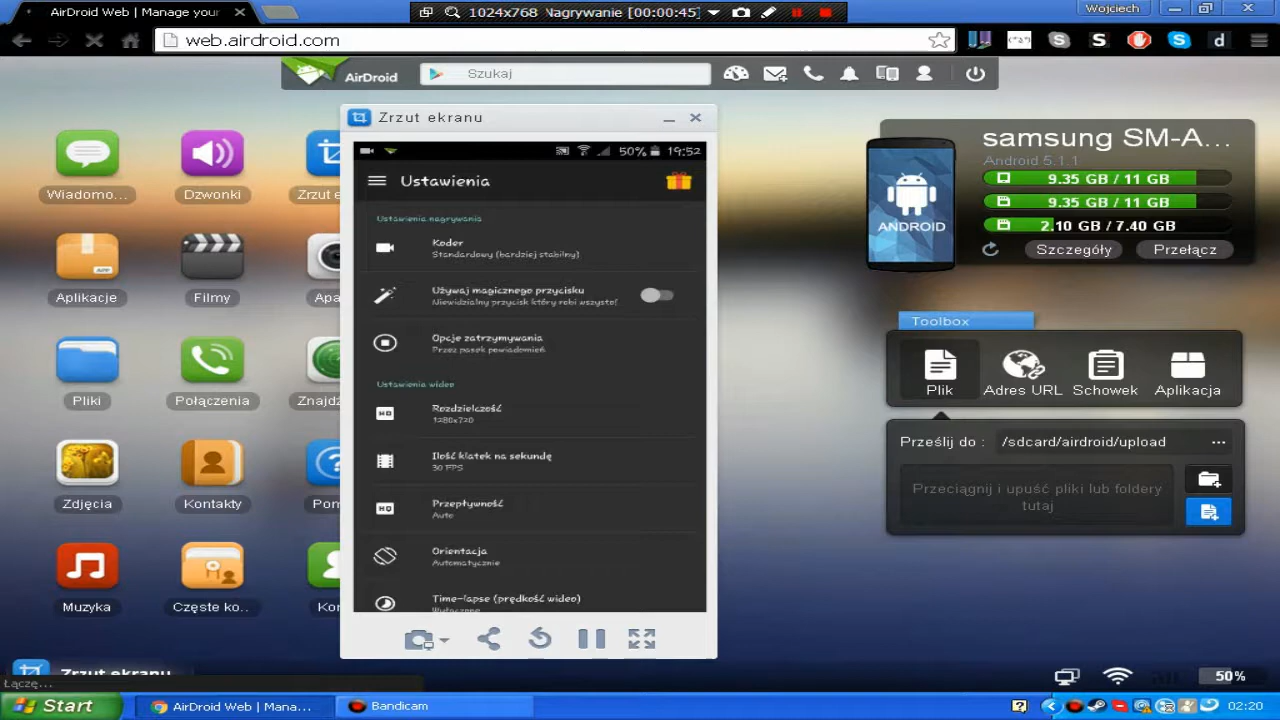 AirDroid Web | Manage your
1024x768 Nagrywanie [00:00:45]
Wojciech
web.airdroid.com
AirDroid
Szukaj
Zrzut ekranu
50% 19:52
Ustawienia
Ustawienia nagrywania
Koder
Standardowy (bardziej stabilny)
Używaj magicznego przycisku
Niewidzialny przycisk który robi wszysto!
Opcje zatrzymywania
Przez pasek powiadomień
Ustawienia wideo
Rozdzielczość
1280x720
Ilość klatek na sekundę
30 FPS
Przepływność
Auto
Orientacja
Automatycznie
Time-lapse (prędkość wideo)
Wyłączone
Wiadomo...
Dzwonki
Zrzut e
Aplikacje
Filmy
Apa
Pliki
Połączenia
Znajdź
Zdjęcia
Kontakty
Pom
Muzyka
Częste ko...
Kor
samsung SM-A...
Android 5.1.1
9.35 GB / 11 GB
9.35 GB / 11 GB
2.10 GB / 7.40 GB
ANDROID
Szczegóły
Przełącz
Toolbox
Plik
Adres URL
Schowek
Aplikacja
Prześlij do :
/sdcard/airdroid/upload
...
Przeciągnij i upuść pliki lub foldery
tutaj
Zrzut ekranu
Łączę...
50%
Start
AirDroid Web | Mana...
Bandicam
02:20